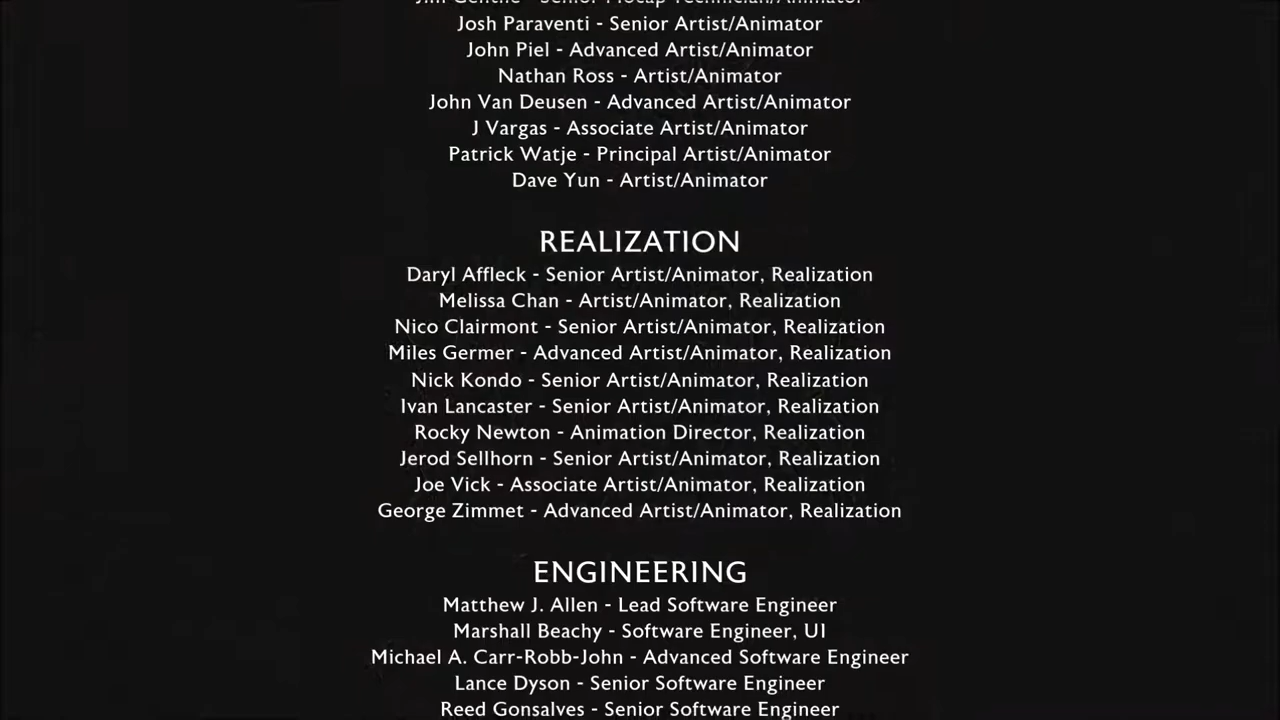 Josh Paraventi - Senior Artist/Animator
John Piel - Advanced Artist/Animator
Nathan Ross - Artist/Animator
John Van Deusen - Advanced Artist/Animator
J Vargas - Associate Artist/Animator
Patrick Watje - Principal Artist/Animator
Dave Yun - Artist/Animator
REALIZATION
Daryl Affleck - Senior Artist/Animator, Realization
Melissa Chan - Artist/Animator, Realization
Nico Clairmont - Senior Artist/Animator, Realization
Miles Germer - Advanced Artist/Animator, Realization
Nick Kondo - Senior Artist/Animator, Realization
Ivan Lancaster - Senior Artist/Animator, Realization
Rocky Newton - Animation Director, Realization
Jerod Sellhorn - Senior Artist/Animator, Realization
Joe Vick - Associate Artist/Animator, Realization
George Zimmet - Advanced Artist/Animator, Realization
ENGINEERING
Matthew J. Allen - Lead Software Engineer
Marshall Beachy - Software Engineer, UI
Michael A. Carr-Robb-John - Advanced Software Engineer
Lance Dyson - Senior Software Engineer
Reed Gonsalves - Senior Software Engineer